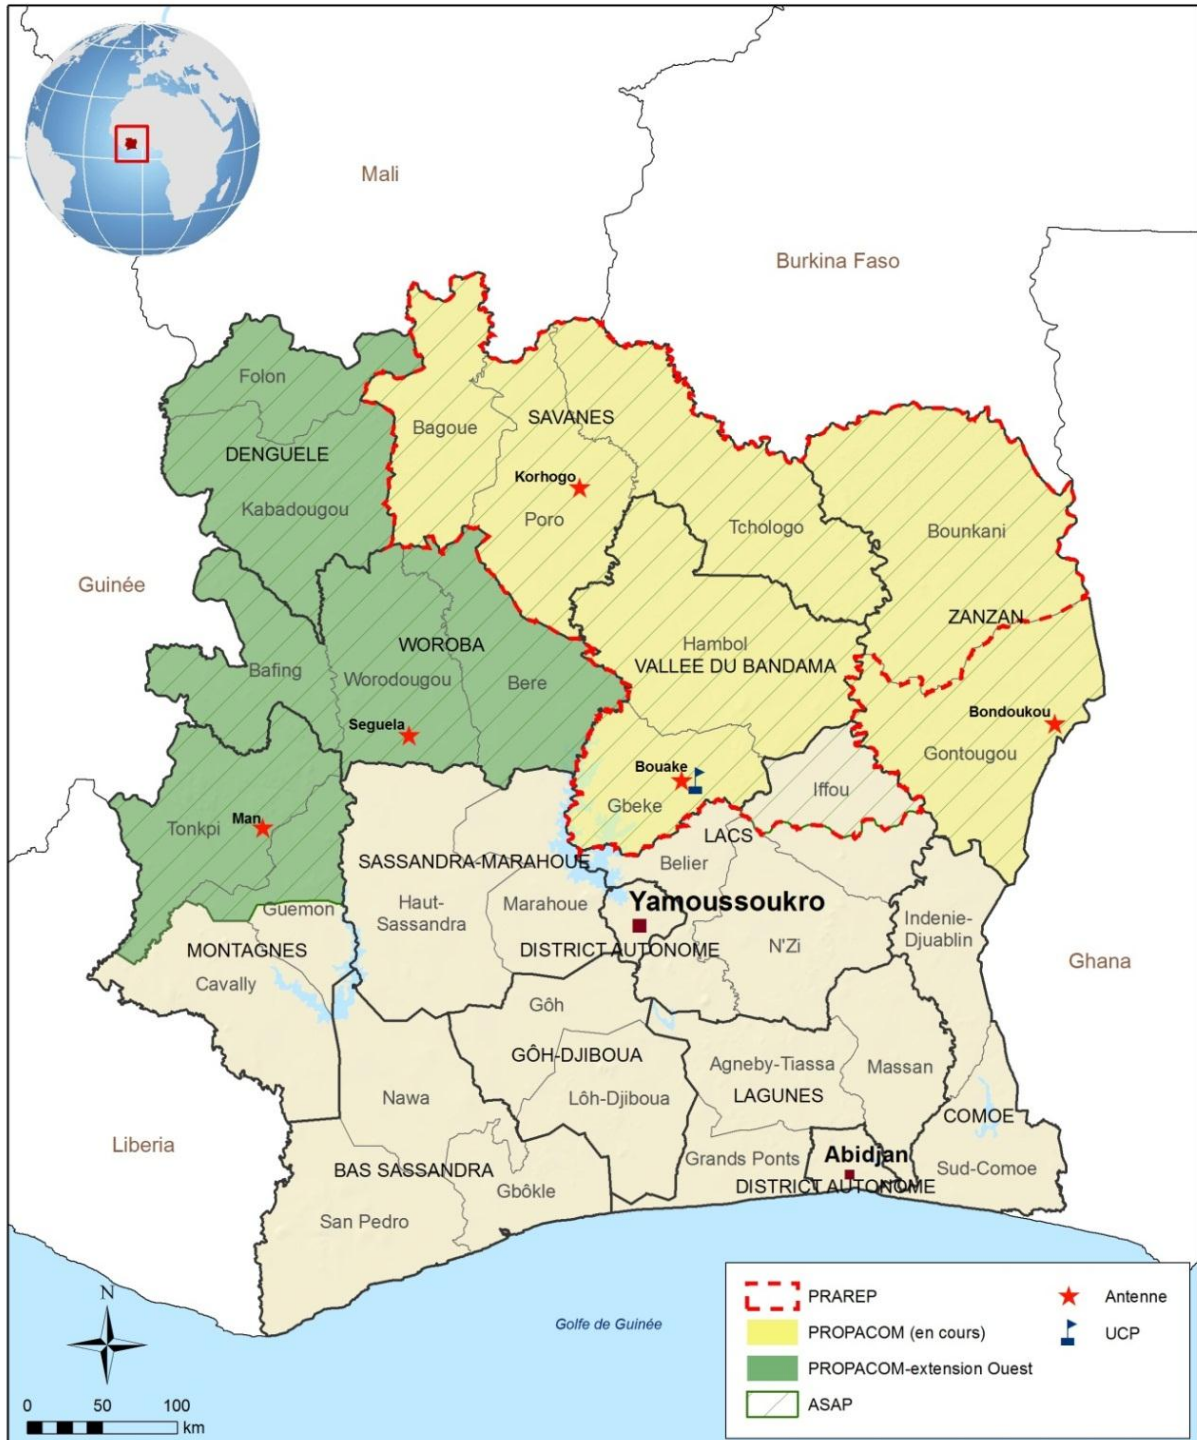 Mali
Burkina Faso
Folon
Bagoue
SAVANES
DENGUELE
Korhogo
Kabadougou
Poro
Tchologo
Bounkani
Guinée
ZANZAN
WOROBA
Hambol
VALLEE DU BANDAMA
Bafing
Worodougou
Bere
Seguela
Bondoukou
Gontougou
Bouake
Iffou
Gbeke
Tonkpi
Man
LACS
SASSANDRA-MARAHOUE
Belier
Haut-
Sassandra
Marahoue
Yamoussoukro
Guemon
Indenie-
Djuablin
MONTAGNES
DISTRICT AUTONOME
N'Zi
Ghana
Cavally
Gôh
GÔH-DJIBOUA
Agneby-Tiassa
Massan
Nawa
Lôh-Djiboua
LAGUNES
COMOE
Liberia
Grands Ponts
Abidjan
BAS SASSANDRA
Sud-Comoe
Gbôkle
DISTRICT AUTONOME
San Pedro
N
Golfe de Guinée
0 50 100
km
PRAREP
PROPACOM (en cours)
PROPACOM-extension Ouest
ASAP
Antenne
UCP